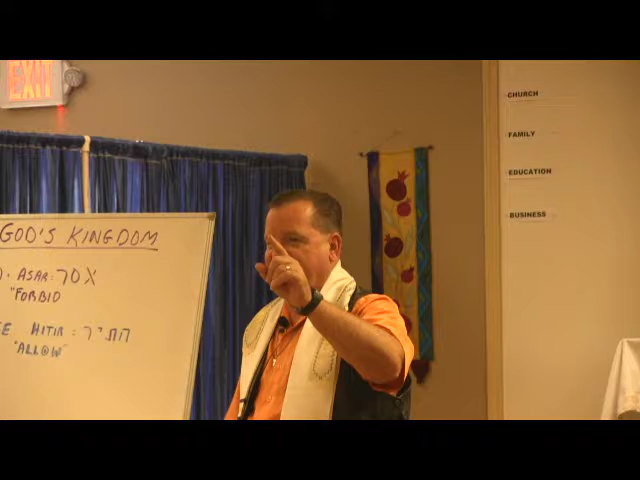 EXIT
GOD'S KINGDOM
ASAR: אסר
"FORBID
HITIR = התיר
"ALLOW"
CHURCH
FAMILY
EDUCATION
BUSINESS